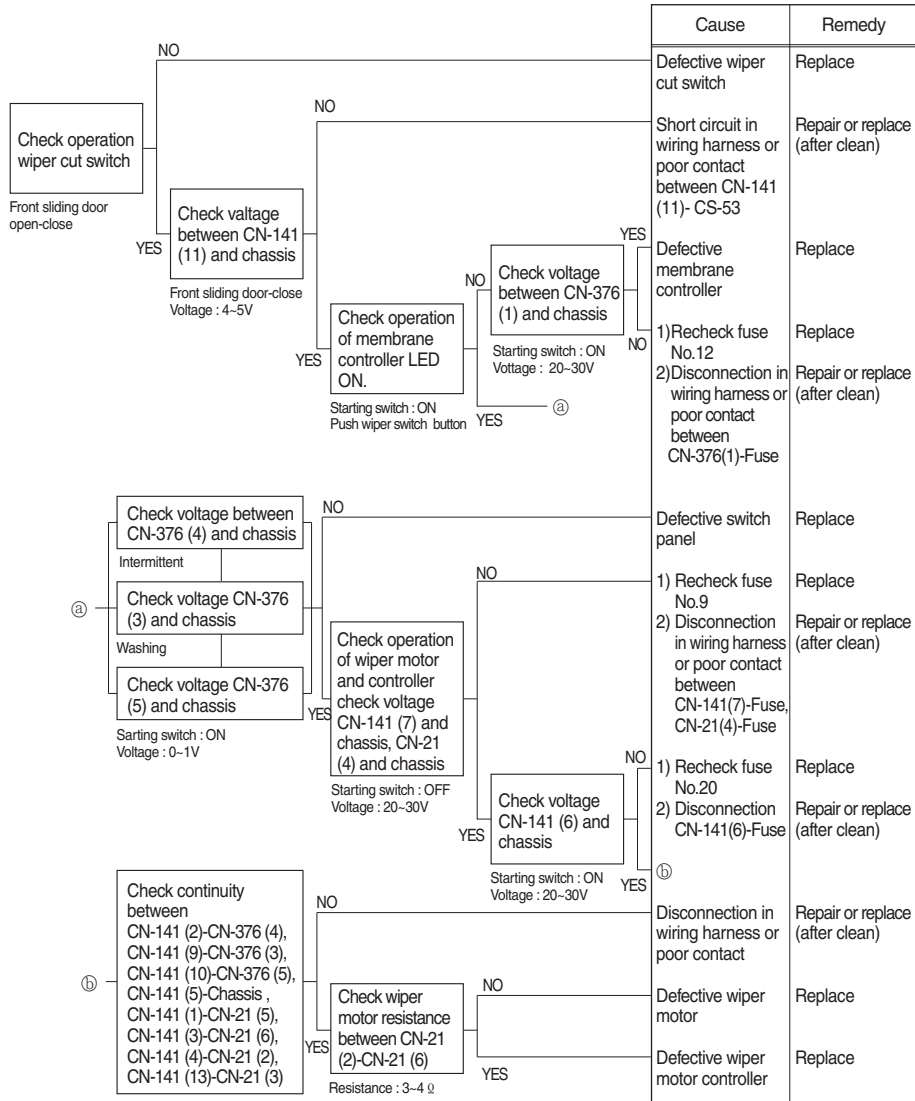 Cause
Remedy
NO
Defective wiper
cut switch
Replace
Check operation
wiper cut switch
Front sliding door
open-close
YES
NO
Short circuit in
wiring harness or
poor contact
between CN-141
(11)- CS-53
Repair or replace
(after clean)
Check valtage
between CN-141
(11) and chassis
Front sliding door-close
Voltage : 4~5V
YES
Check operation
of membrane
controller LED
ON.
Starting switch : ON
Push wiper switch button
NO
YES
ⓐ
Check voltage
between CN-376
(1) and chassis
Starting switch : ON
Vottage : 20~30V
YES
Defective
membrane
controller
Replace
NO
1)Recheck fuse
No.12
Replace
2)Disconnection in
wiring harness or
poor contact
between
CN-376(1)-Fuse
Repair or replace
(after clean)
ⓐ
Check voltage between
CN-376 (4) and chassis
Intermittent
Check voltage CN-376
(3) and chassis
Washing
Check voltage CN-376
(5) and chassis
Sarting switch : ON
Voltage : 0~1V
NO
Defective switch
panel
Replace
YES
Check operation
of wiper motor
and controller
check voltage
CN-141 (7) and
chassis, CN-21
(4) and chassis
Starting switch : OFF
Voltage : 20~30V
NO
1) Recheck fuse
No.9
Replace
2) Disconnection
in wiring harness
or poor contact
between
CN-141(7)-Fuse,
CN-21(4)-Fuse
Repair or replace
(after clean)
YES
Check voltage
CN-141 (6) and
chassis
Starting switch : ON
Voltage : 20~30V
NO
1) Recheck fuse
No.20
Replace
2) Disconnection
CN-141(6)-Fuse
Repair or replace
(after clean)
YES
ⓑ
ⓑ
Check continuity
between
CN-141 (2)-CN-376 (4),
CN-141 (9)-CN-376 (3),
CN-141 (10)-CN-376 (5),
CN-141 (5)-Chassis ,
CN-141 (1)-CN-21 (5),
CN-141 (3)-CN-21 (6),
CN-141 (4)-CN-21 (2),
CN-141 (13)-CN-21 (3)
NO
Disconnection in
wiring harness or
poor contact
Repair or replace
(after clean)
YES
Check wiper
motor resistance
between CN-21
(2)-CN-21 (6)
Resistance : 3~4 Ω
NO
Defective wiper
motor
Replace
YES
Defective wiper
motor controller
Replace